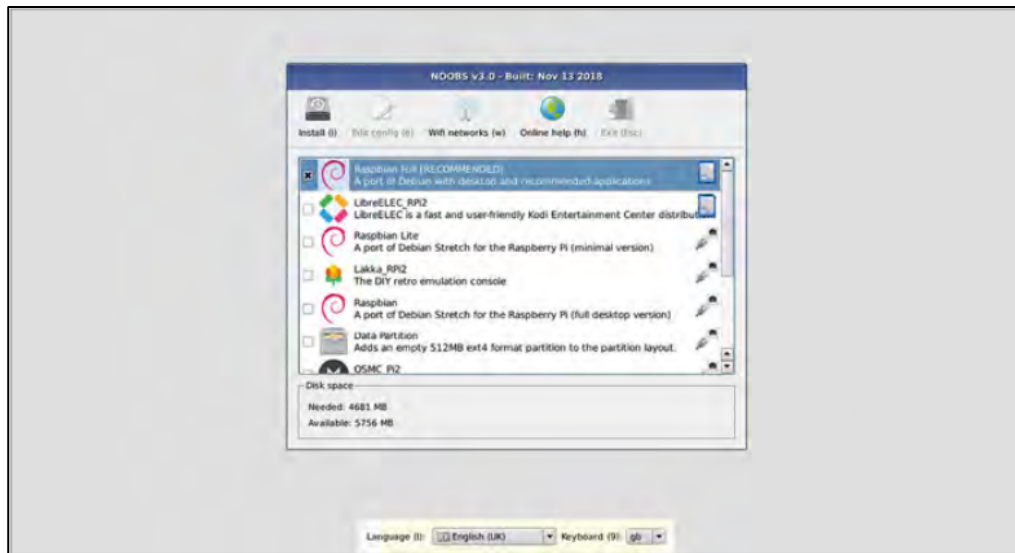 NOOBS v3.0 - Built: Nov 13 2018
Install (i) Edit config (e) Wifi networks (w) Online help (h) Exit (Esc)
Raspbian Full [RECOMMENDED]
A port of Debian with desktop and recommended applications
LibreELEC_RPi2
LibreELEC is a fast and user-friendly Kodi Entertainment Center distribut
Raspbian Lite
A port of Debian Stretch for the Raspberry Pi (minimal version)
Lakka_RPi2
The DIY retro emulation console
Raspbian
A port of Debian Stretch for the Raspberry Pi (full desktop version)
Data Partition
Adds an empty 512MB ext4 format partition to the partition layout.
OSMC_Pi2
Disk space
Needed: 4681 MB
Available: 5756 MB
Language (l): English (UK) Keyboard (9): gb